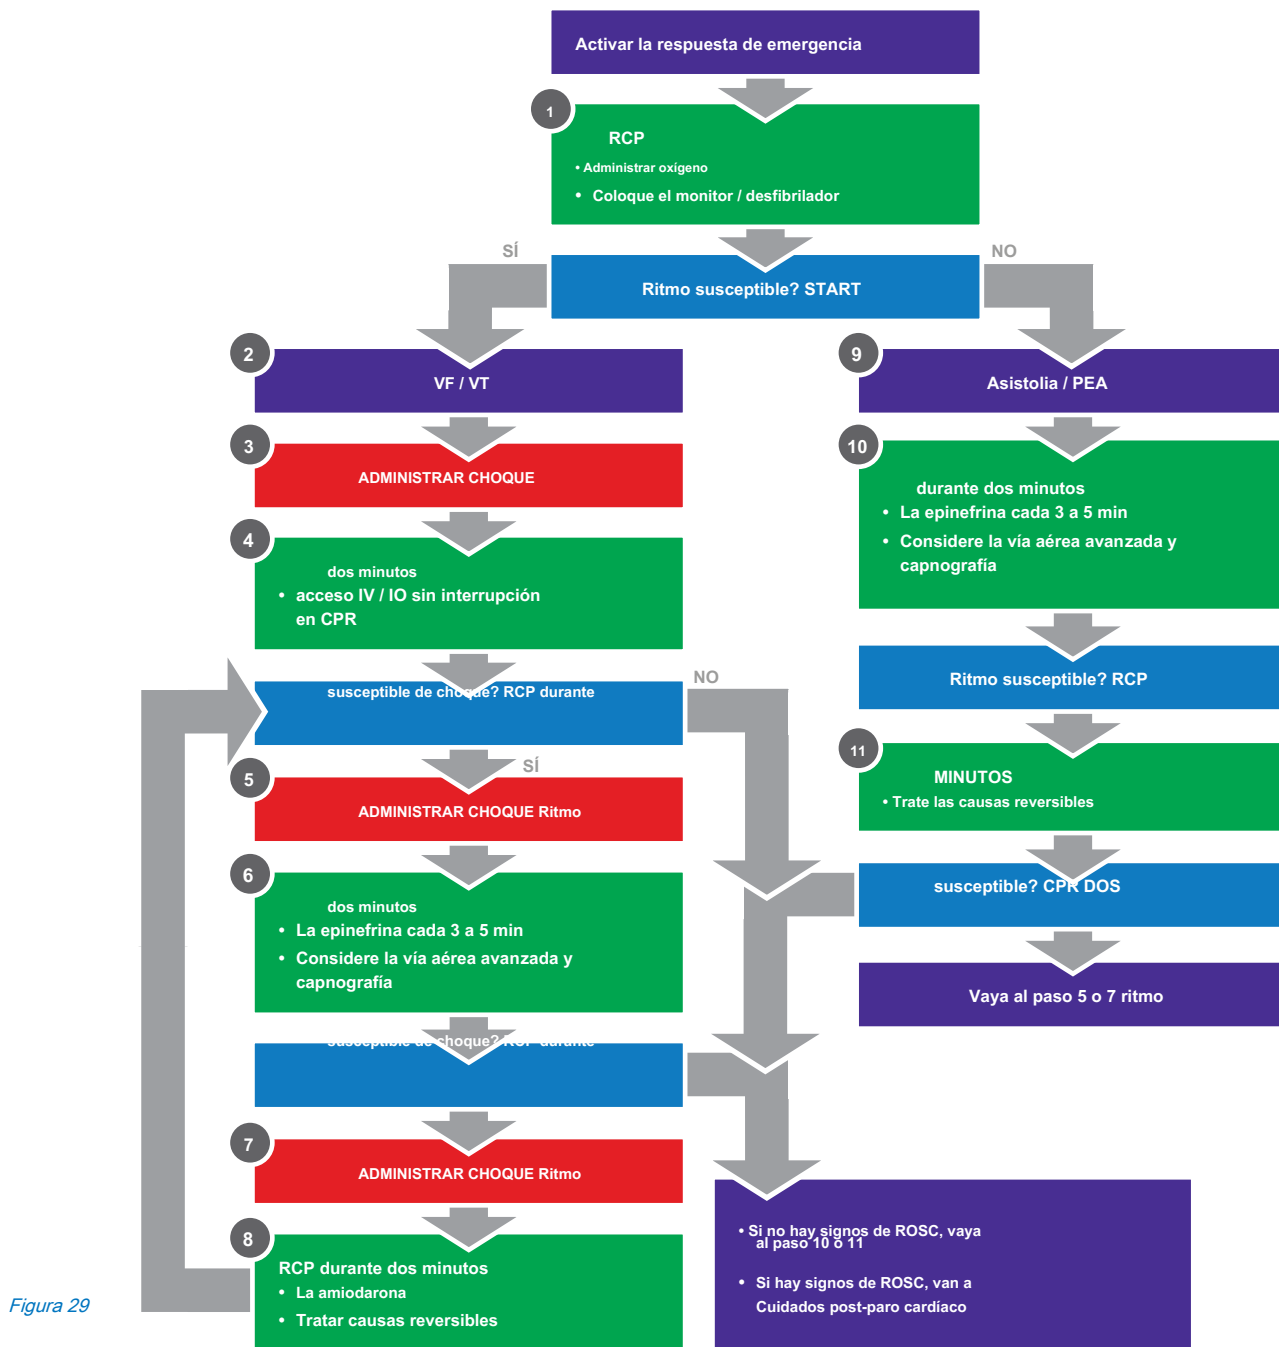 Activar la respuesta de emergencia
1
RCP
• Administrar oxígeno
• Coloque el monitor / desfibrilador
SÍ
NO
Ritmo susceptible? START
2
VF / VT
3
ADMINISTRAR CHOQUE
4
dos minutos
• acceso IV / IO sin interrupción
en CPR
susceptible de choque? RCP durante
NO
SÍ
5
ADMINISTRAR CHOQUE Ritmo
6
dos minutos
• La epinefrina cada 3 a 5 min
• Considere la vía aérea avanzada y
capnografía
susceptible de choque? RCP durante
7
ADMINISTRAR CHOQUE Ritmo
8
RCP durante dos minutos
• La amiodarona
• Tratar causas reversibles
9
Asistolia / PEA
10
durante dos minutos
• La epinefrina cada 3 a 5 min
• Considere la vía aérea avanzada y
capnografía
Ritmo susceptible? RCP
11
MINUTOS
• Trate las causas reversibles
susceptible? CPR DOS
Vaya al paso 5 o 7 ritmo
• Si no hay signos de ROSC, vaya
al paso 10 o 11
• Si hay signos de ROSC, van a
Cuidados post-paro cardíaco
Figura 29